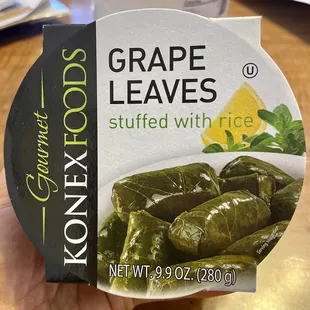 Gourmet
KONEXFOODS
GRAPE
LEAVES
stuffed with rice
U
NET WT. 9.9 OZ. (280 g)